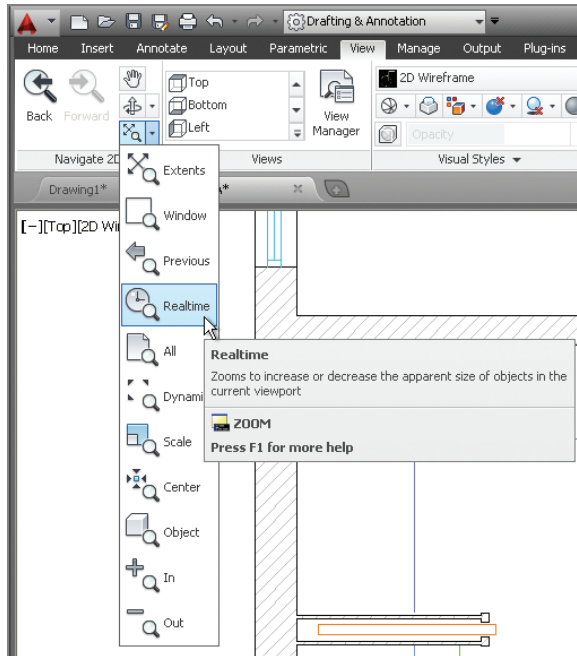 Drafting & Annotation
Home Insert Annotate Layout Parametric View Manage Output Plug-ins
Back Forward
Top
Bottom
Left
View Manager
2D Wireframe
Opacity
Navigate 2D Views Visual Styles
Drawing1*
[-][Top][2D
Extents
Window
Previous
Realtime
All
Realtime
Zooms to increase or decrease the apparent size of objects in the
current viewport
ZOOM
Press F1 for more help
Dynami
Scale
Center
Object
In
Out